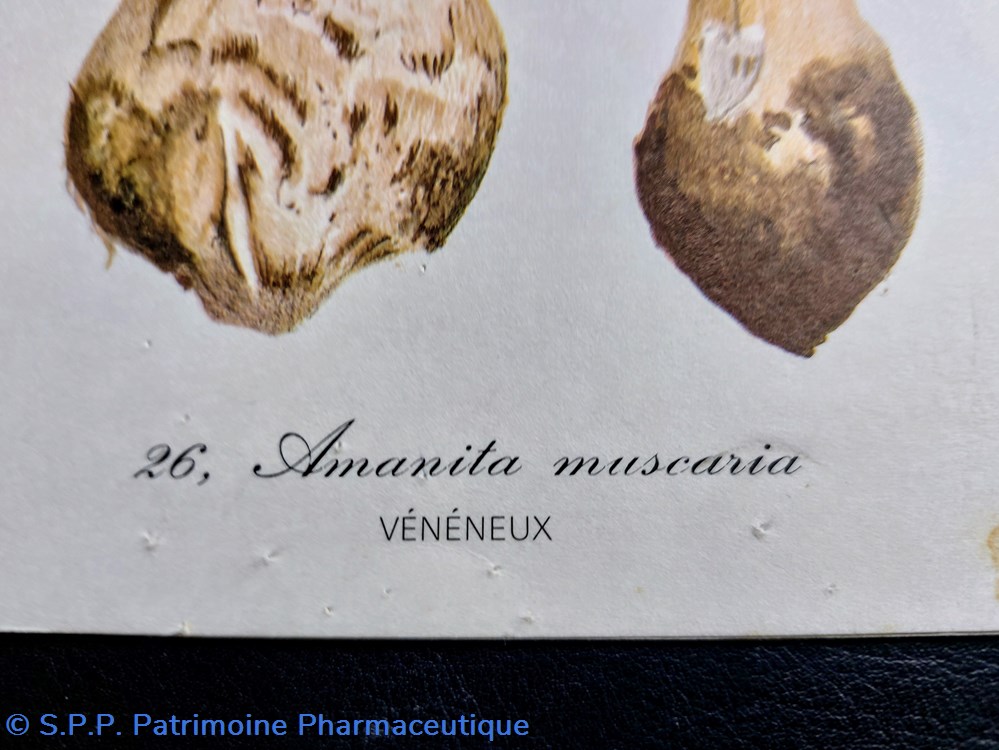 26, Amanita muscaria
VÉNÉNEUX
© S.P.P. Patrimoine Pharmaceutique